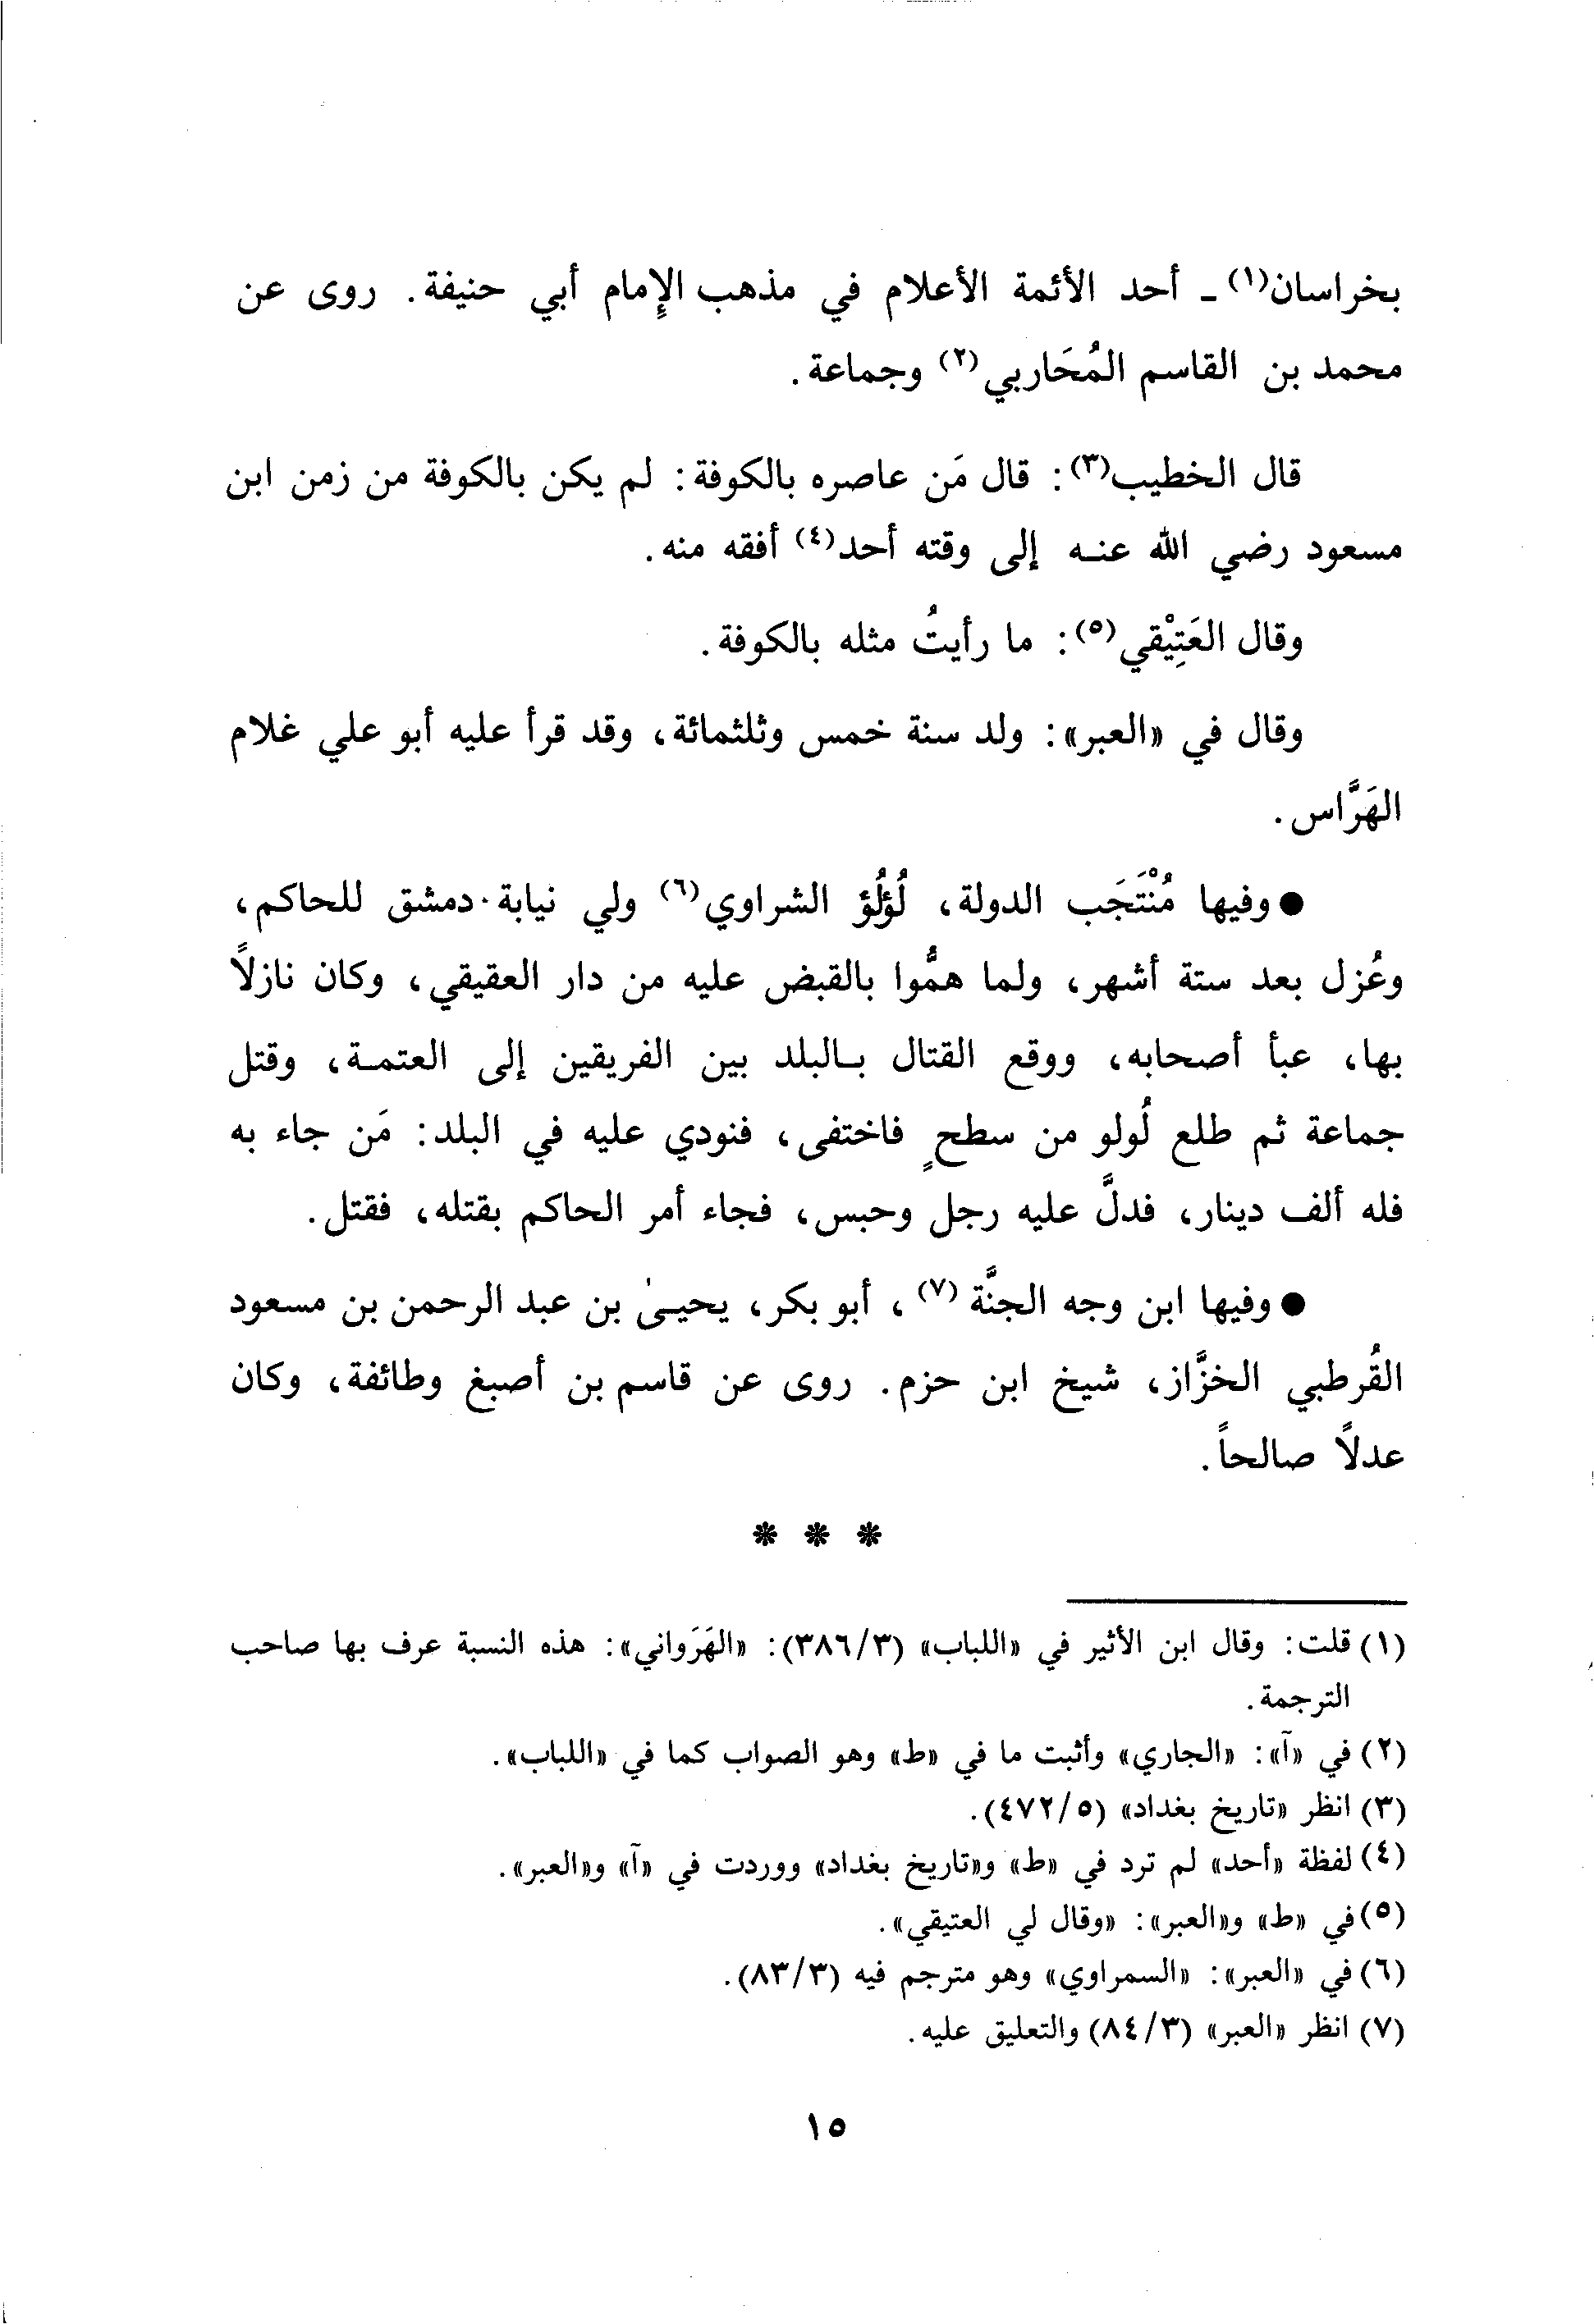 بخراسان(١) ـ أحد الأئمة الأعلام في مذهب الإِمام أبي حنيفة. روى عن
محمد بن القاسم المُحَاربي(٢) وجماعة.
قال الخطيب(٣): قال مَن عاصره بالكوفة: لم يكن بالكوفة من زمن ابن
مسعود رضي الله عنـه إلى وقته أحد(٤) أفقه منه.
وقال العَتِيْقي(٥): ما رأيتُ مثله بالكوفة.
وقال في «العبر»: ولد سنة خمس وثلثمائة، وقد قرأ عليه أبو علي غلام
الهَرَّاس.
● وفيها مُنْتَجَب الدولة، لُؤلُؤ الشراوي(٦) ولي نيابة دمشق للحاكم،
وعُزل بعد ستة أشهر، ولما همُّوا بالقبض عليه من دار العقيقي، وكان نازلاً
بها، عبأ أصحابه، ووقع القتال بـالبلد بين الفريقين إلى العتمـة، وقتل
جماعة ثم طلع لُولو من سطحٍ فاختفى، فنودي عليه في البلد: مَن جاء به
فله ألف دينار، فدلَّ عليه رجل وحبس، فجاء أمر الحاكم بقتله، فقتل.
● وفيها ابن وجه الجنَّة(٧)، أبو بكر، يحيـىٰ بن عبد الرحمن بن مسعود
القُرطبي الخزَّاز، شيخ ابن حزم. روى عن قاسم بن أصبغ وطائفة، وكان
عدلاً صالحاً.
* * *
(١) قلت: وقال ابن الأثير في «اللباب» (٣٨٦/٣): «الهَرَواني»: هذه النسبة عرف بها صاحب
الترجمة.
(٢) في «آ»: «الجاري» وأثبت ما في «ط» وهو الصواب كما في «اللباب».
(٣) انظر «تاريخ بغداد» (٤٧٢/٥).
(٤) لفظة «أحد» لم ترد في «ط» و«تاريخ بغداد» ووردت في «آ» و«العبر».
(٥) في «ط» و«العبر»: «وقال لي العتيقي».
(٦) في «العبر»: «السمراوي» وهو مترجم فيه (٨٣/٣).
(٧) انظر «العبر» (٨٤/٣) والتعليق عليه.
١٥